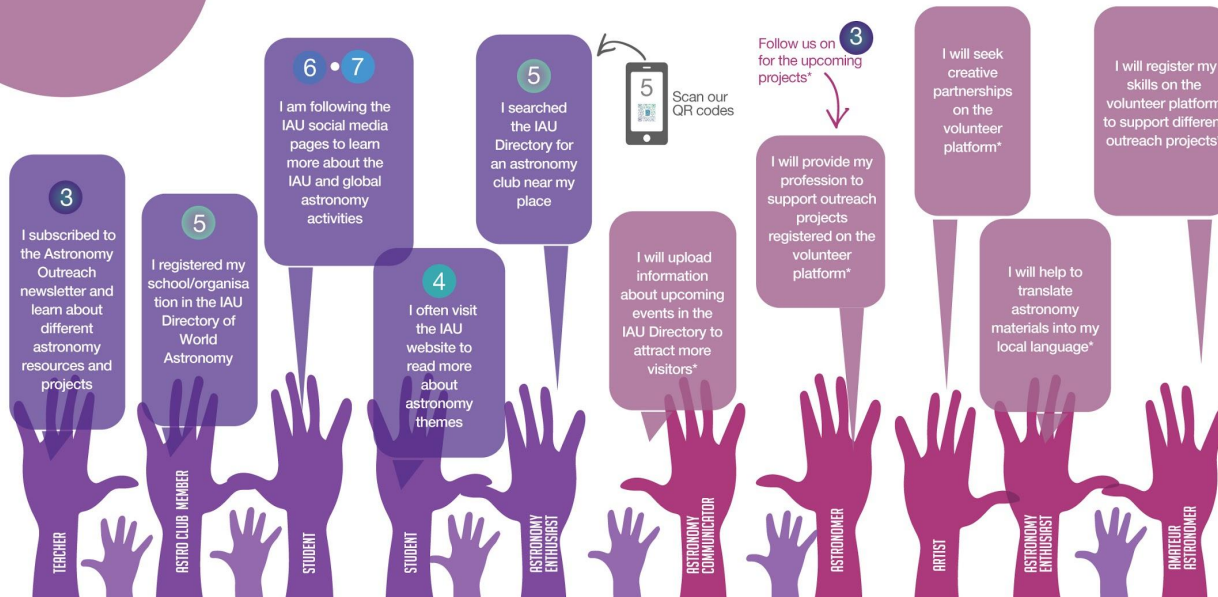 3
I subscribed to
the Astronomy
Outreach
newsletter and
learn about
different
astronomy
resources and
projects
TEACHER
5
I registered my
school/organisa
tion in the IAU
Directory of
World
Astronomy
ASTRO CLUB MEMBER
6 • 7
I am following the
IAU social media
pages to learn
more about the
IAU and global
astronomy
activities
STUDENT
4
I often visit
the IAU
website to
read more
about
astronomy
themes
STUDENT
5
I searched
the IAU
Directory for
an astronomy
club near my
place
ASTRONOMY
ENTHUSIAST
5
Scan our
QR codes
I will upload
information
about upcoming
events in the
IAU Directory to
attract more
visitors*
ASTRONOMY
COMMUNICATOR
Follow us on 3
for the upcoming
projects*
I will provide my
profession to
support outreach
projects
registered on the
volunteer
platform*
ASTRONOMER
I will seek
creative
partnerships
on the
volunteer
platform*
ARTIST
I will help to
translate
astronomy
materials into my
local language*
ASTRONOMY
ENTHUSIAST
I will register my
skills on the
volunteer platform
to support different
outreach projects
AMATEUR
ASTRONOMER